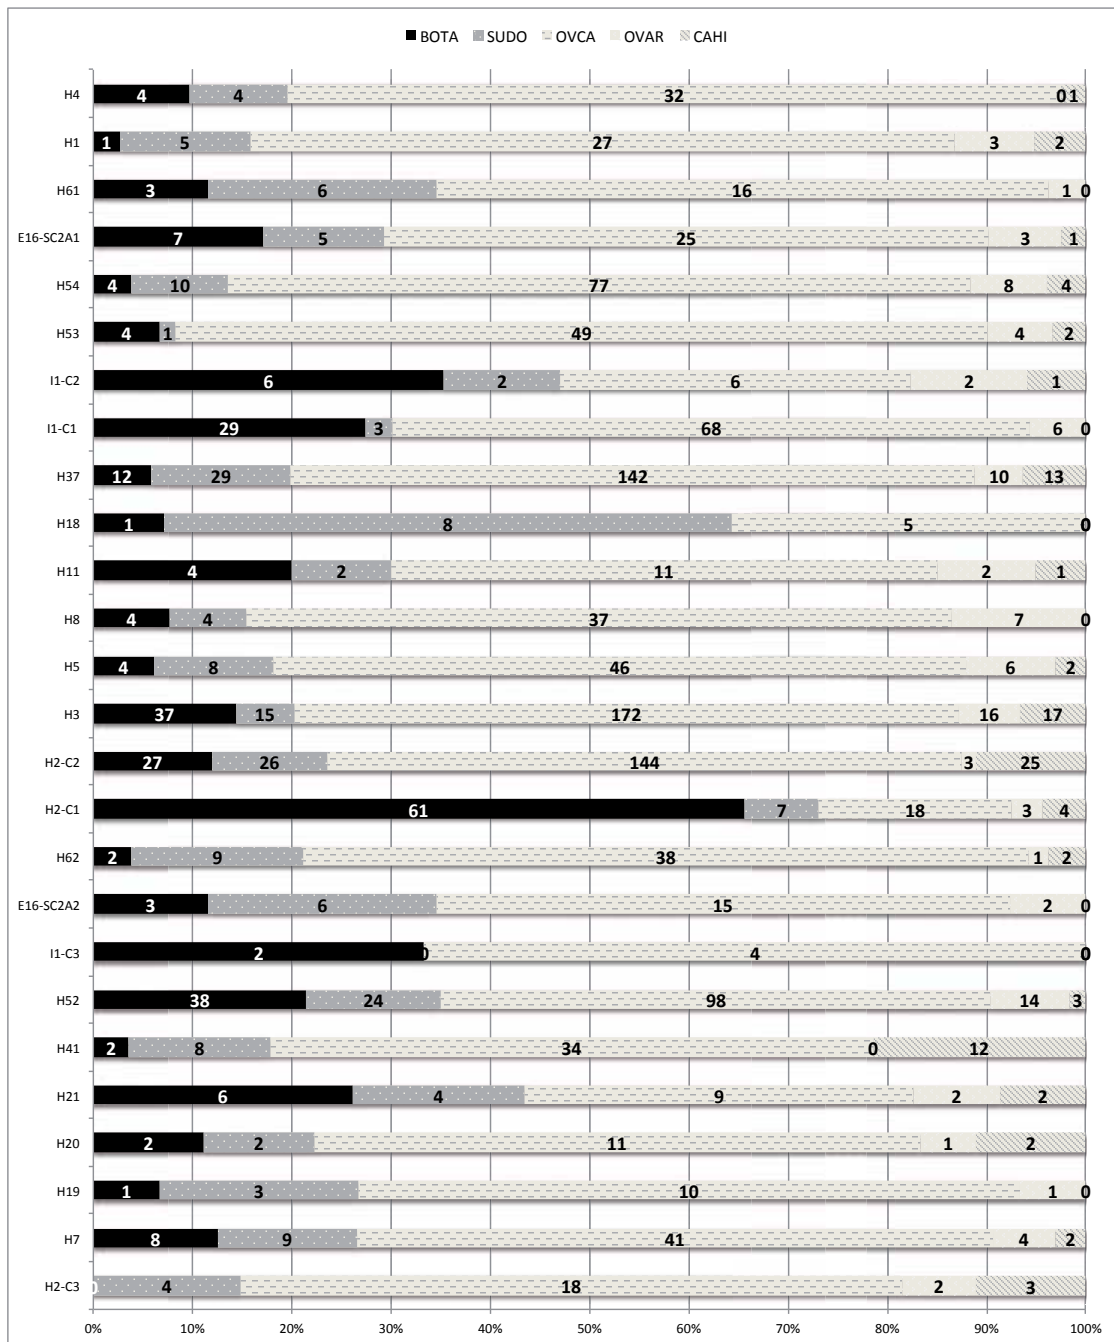 BOTA SUDO OVCA OVAR CAHI
H4 4 4 32 0 1
H1 1 5 27 3 2
H61 3 6 16 1 0
E16-SC2A1 7 5 25 3 1
H54 4 10 77 8 4
H53 4 1 49 4 2
I1-C2 6 2 6 2 1
I1-C1 29 3 68 6 0
H37 12 29 142 10 13
H18 1 8 5 0
H11 4 2 11 2 1
H8 4 4 37 7 0
H5 4 8 46 6 2
H3 37 15 172 16 17
H2-C2 27 26 144 3 25
H2-C1 61 7 18 3 4
H62 2 9 38 1 2
E16-SC2A2 3 6 15 2 0
I1-C3 2 0 4 0
H52 38 24 98 14 3
H41 2 8 34 0 12
H21 6 4 9 2 2
H20 2 2 11 1 2
H19 1 3 10 1 0
H7 8 9 41 4 2
H2-C3 0 4 18 2 3
0% 10% 20% 30% 40% 50% 60% 70% 80% 90% 100%